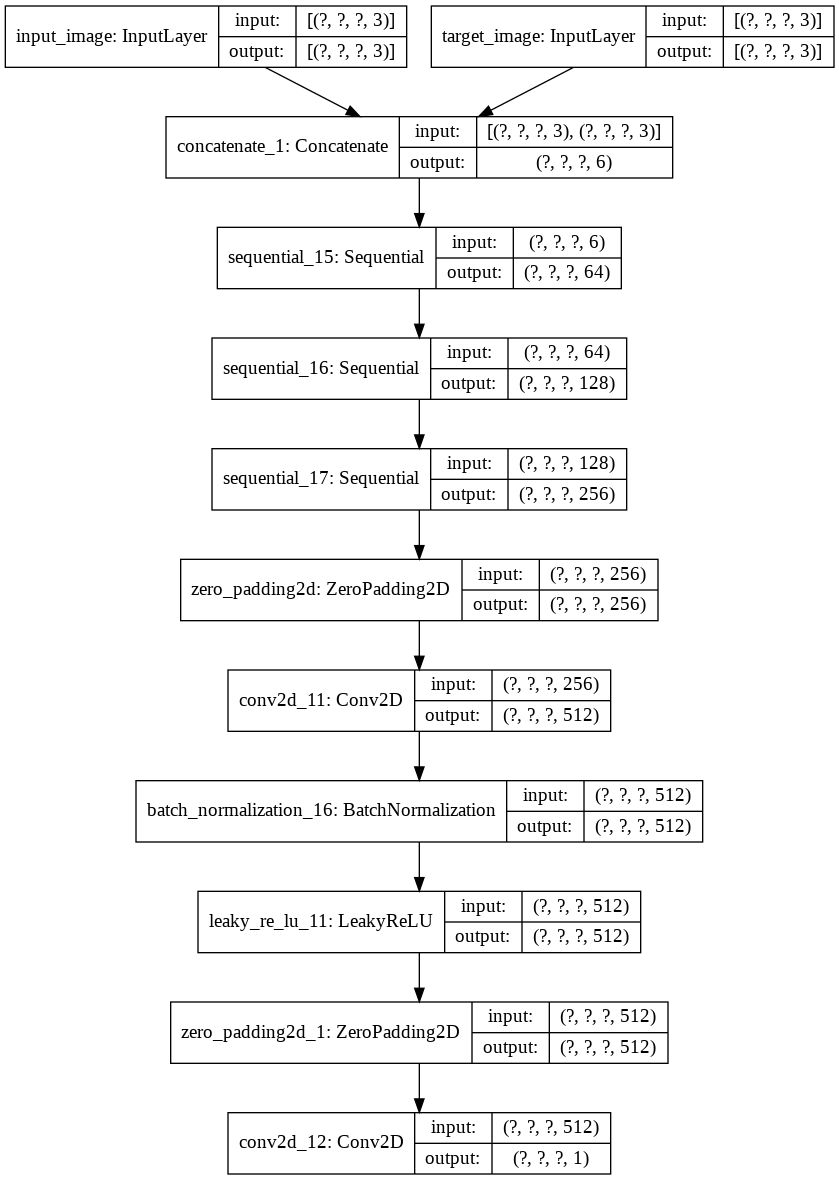 input_image: InputLayer
input: [(?, ?, ?, 3)]
output: [(?, ?, ?, 3)]
target_image: InputLayer
input: [(?, ?, ?, 3)]
output: [(?, ?, ?, 3)]
concatenate_1: Concatenate
input: [(?, ?, ?, 3), (?, ?, ?, 3)]
output: (?, ?, ?, 6)
sequential_15: Sequential
input: (?, ?, ?, 6)
output: (?, ?, ?, 64)
sequential_16: Sequential
input: (?, ?, ?, 64)
output: (?, ?, ?, 128)
sequential_17: Sequential
input: (?, ?, ?, 128)
output: (?, ?, ?, 256)
zero_padding2d: ZeroPadding2D
input: (?, ?, ?, 256)
output: (?, ?, ?, 256)
conv2d_11: Conv2D
input: (?, ?, ?, 256)
output: (?, ?, ?, 512)
batch_normalization_16: BatchNormalization
input: (?, ?, ?, 512)
output: (?, ?, ?, 512)
leaky_re_lu_11: LeakyReLU
input: (?, ?, ?, 512)
output: (?, ?, ?, 512)
zero_padding2d_1: ZeroPadding2D
input: (?, ?, ?, 512)
output: (?, ?, ?, 512)
conv2d_12: Conv2D
input: (?, ?, ?, 512)
output: (?, ?, ?, 1)